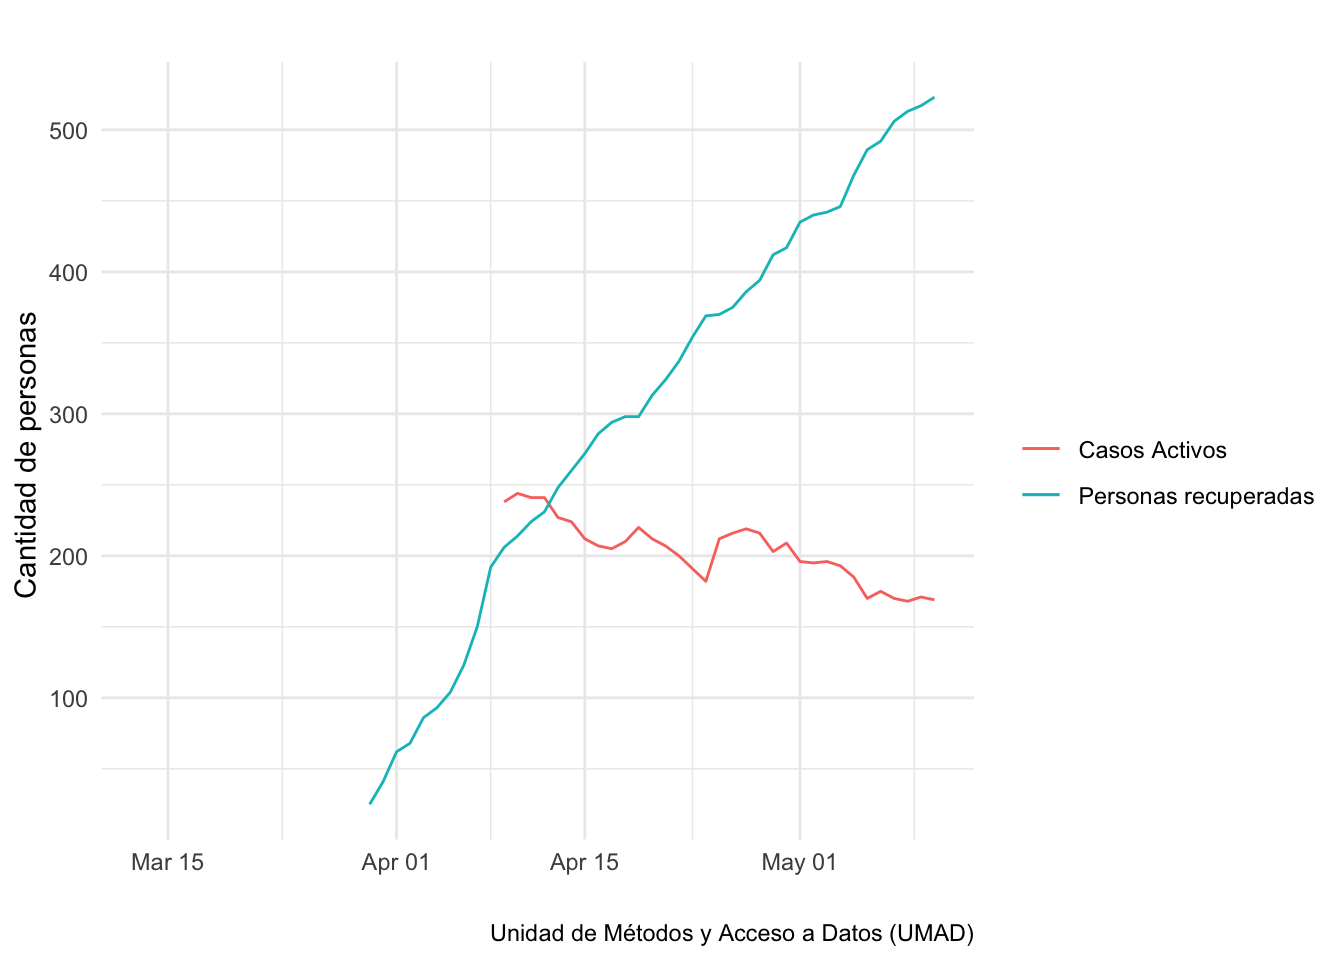 Cantidad de personas
500
400
300
200
100
Mar 15
Apr 01
Apr 15
May 01
Casos Activos
Personas recuperadas
Unidad de Métodos y Acceso a Datos (UMAD)